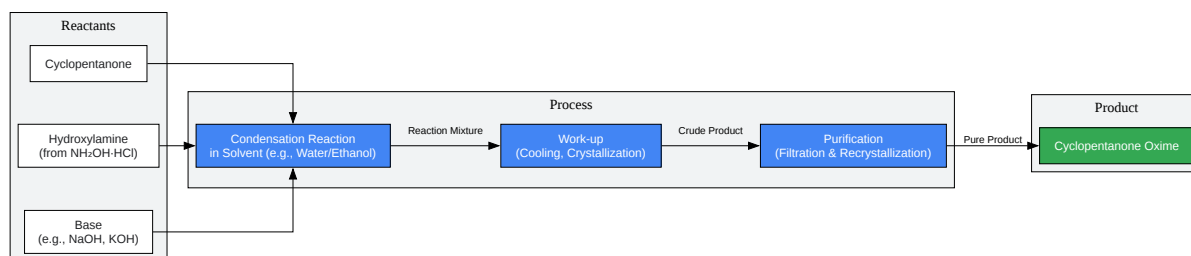 Reactants
Cyclopentanone
Hydroxylamine
(from NH₂OH·HCl)
Base
(e.g., NaOH, KOH)
Process
Condensation Reaction
in Solvent (e.g., Water/Ethanol)
Reaction Mixture
Work-up
(Cooling, Crystallization)
Crude Product
Purification
(Filtration & Recrystallization)
Pure Product
Product
Cyclopentanone Oxime